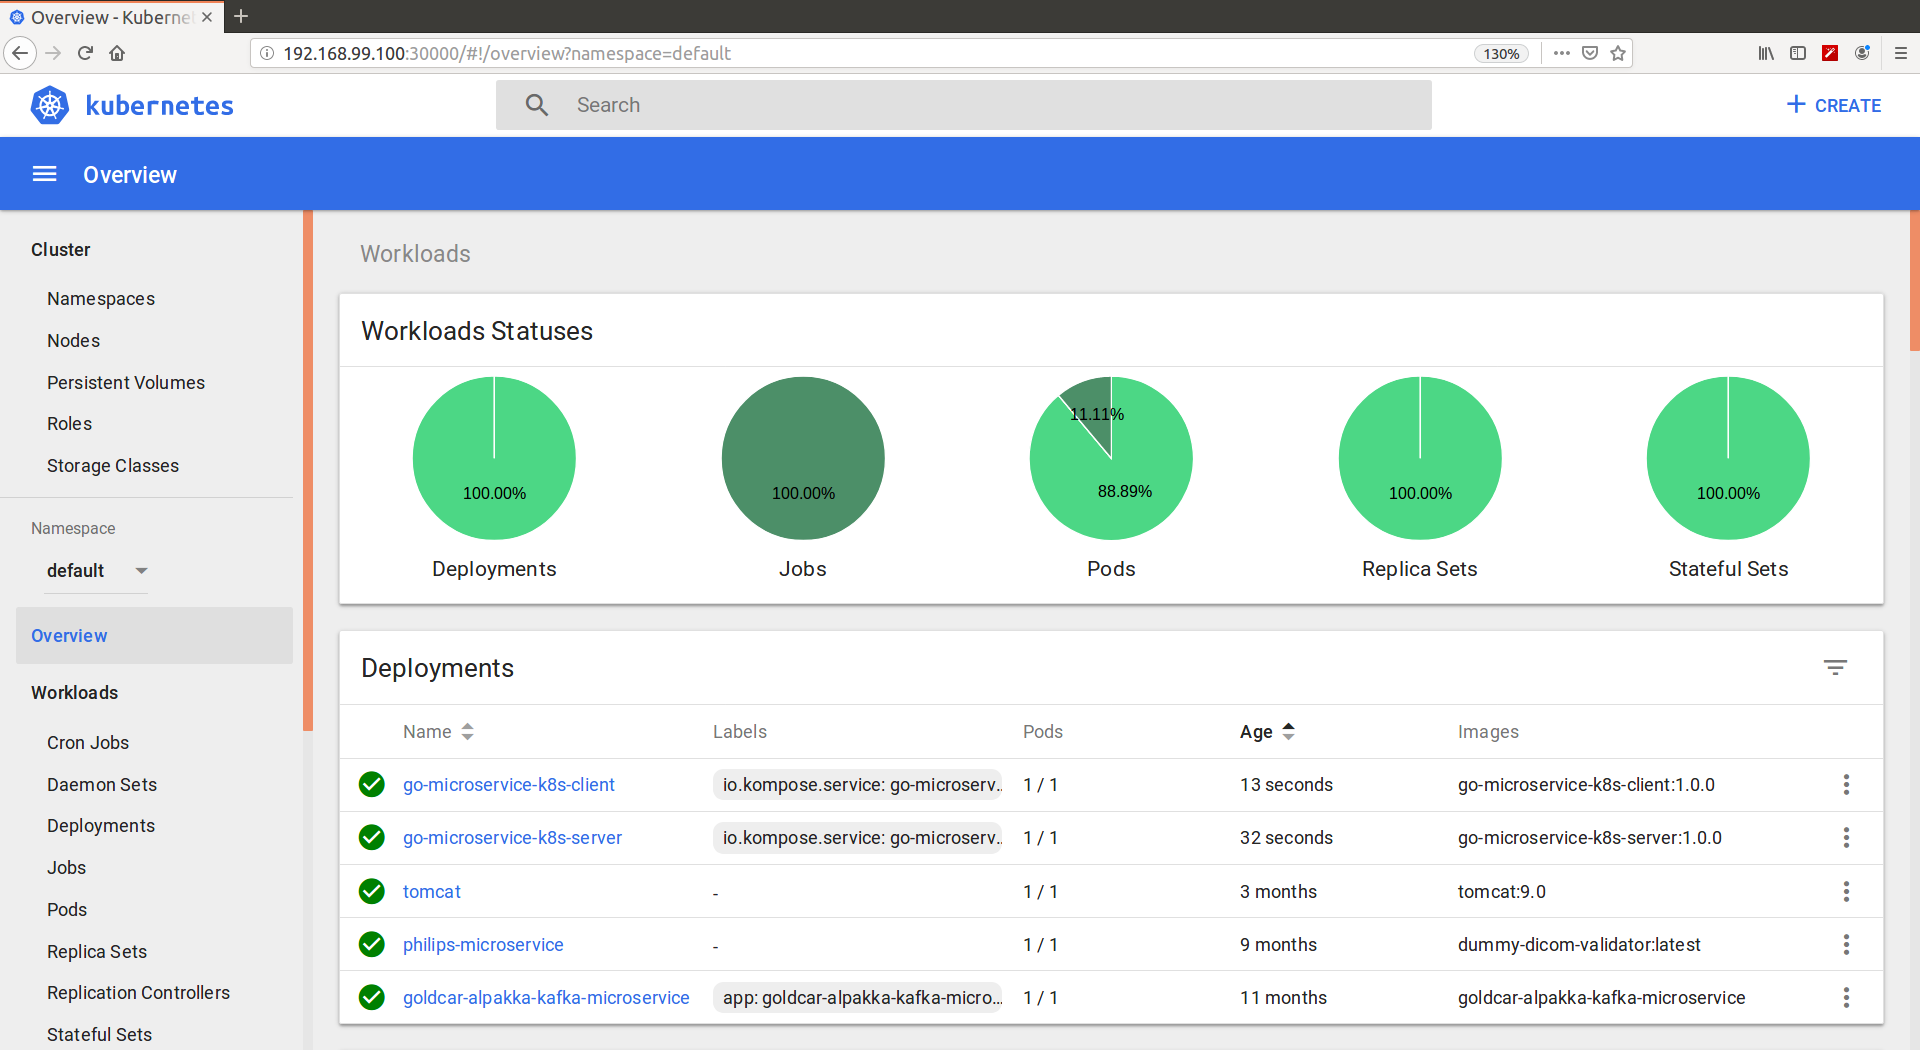 Overview - Kuberne
192.168.99.100:30000/#!/overview?namespace=default
130%
kubernetes
Search
CREATE
Overview
Cluster
Namespaces
Nodes
Persistent Volumes
Roles
Storage Classes
Namespace
default
Overview
Workloads
Cron Jobs
Daemon Sets
Deployments
Jobs
Pods
Replica Sets
Replication Controllers
Stateful Sets
Workloads
Workloads Statuses
100.00%
100.00%
11.11%
88.89%
100.00%
100.00%
Deployments Jobs Pods Replica Sets Stateful Sets
Deployments
Name Labels Pods Age Images
go-microservice-k8s-client io.kompose.service: go-microserv.. 1 / 1 13 seconds go-microservice-k8s-client:1.0.0
go-microservice-k8s-server io.kompose.service: go-microserv.. 1 / 1 32 seconds go-microservice-k8s-server:1.0.0
tomcat - 1 / 1 3 months tomcat:9.0
philips-microservice - 1 / 1 9 months dummy-dicom-validator:latest
goldcar-alpakka-kafka-microservice app: goldcar-alpakka-kafka-micro... 1 / 1 11 months goldcar-alpakka-kafka-microservice